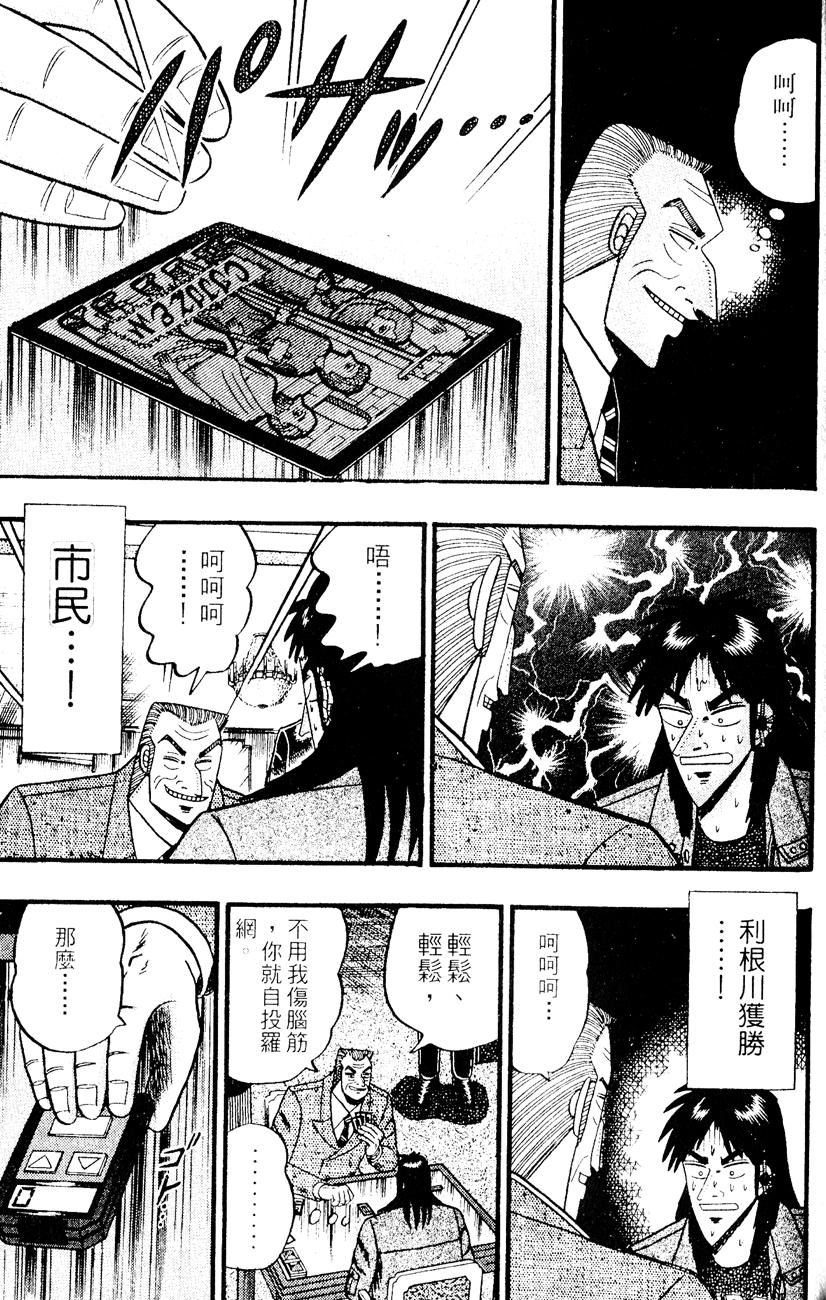 呵呵⋯⋯
パサッ⋯
CITIZEN
唔⋯⋯！
呵呵呵
⋯⋯！
市民⋯！
利根川獲勝
⋯⋯！
呵呵呵⋯
輕鬆、
輕鬆，
不用我傷腦筋
，你就自投羅
網。
⋯⋯⋯
那麼⋯⋯
ゴト⋯
0